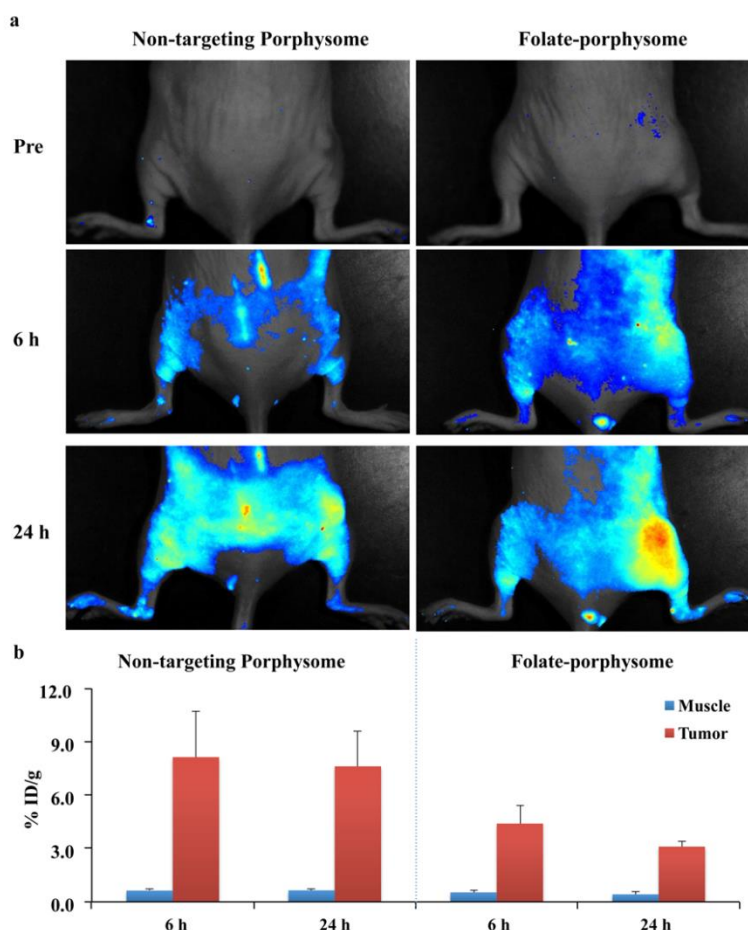 a
Non-targeting Porphysome Folate-porphysome
Pre
6 h
24 h
b
Non-targeting Porphysome Folate-porphysome
12.0
Muscle
Tumor
9.0
% ID/g
6.0
3.0
0.0
6 h 24 h 6 h 24 h